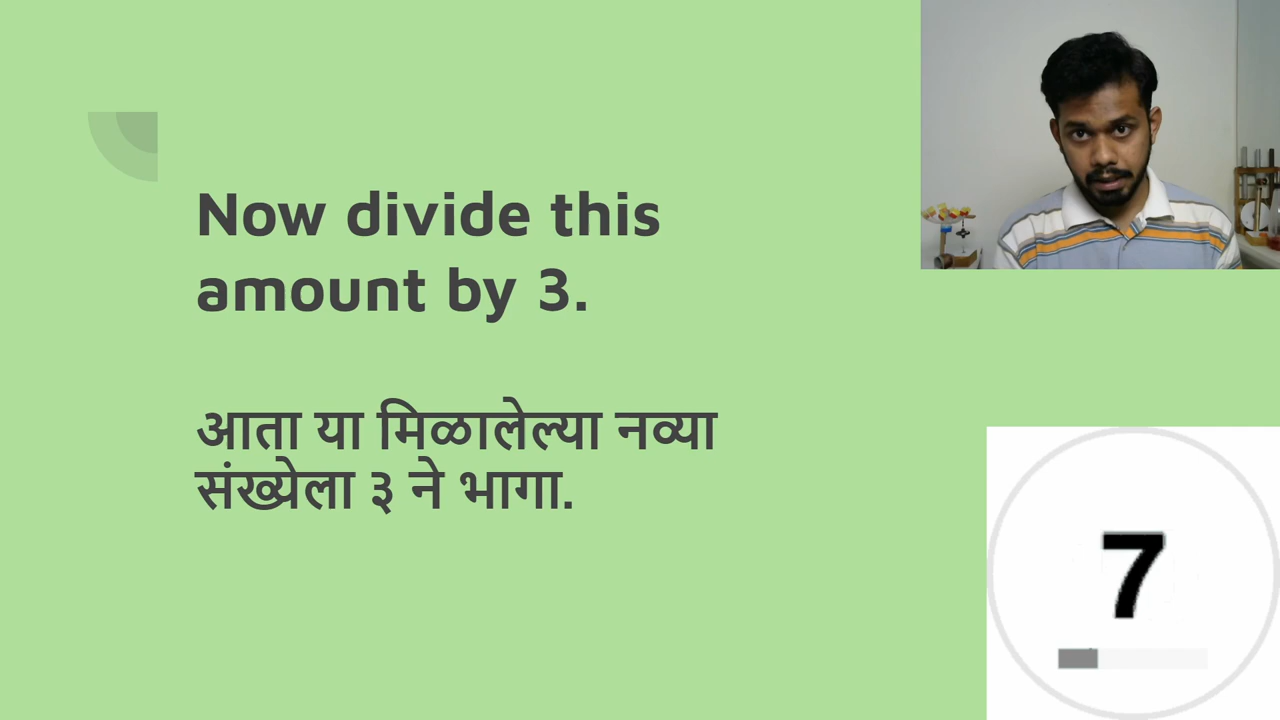 Now divide this
amount by 3.
आता या मिळालेल्या नव्या
संख्येला ३ ने भागा.
7